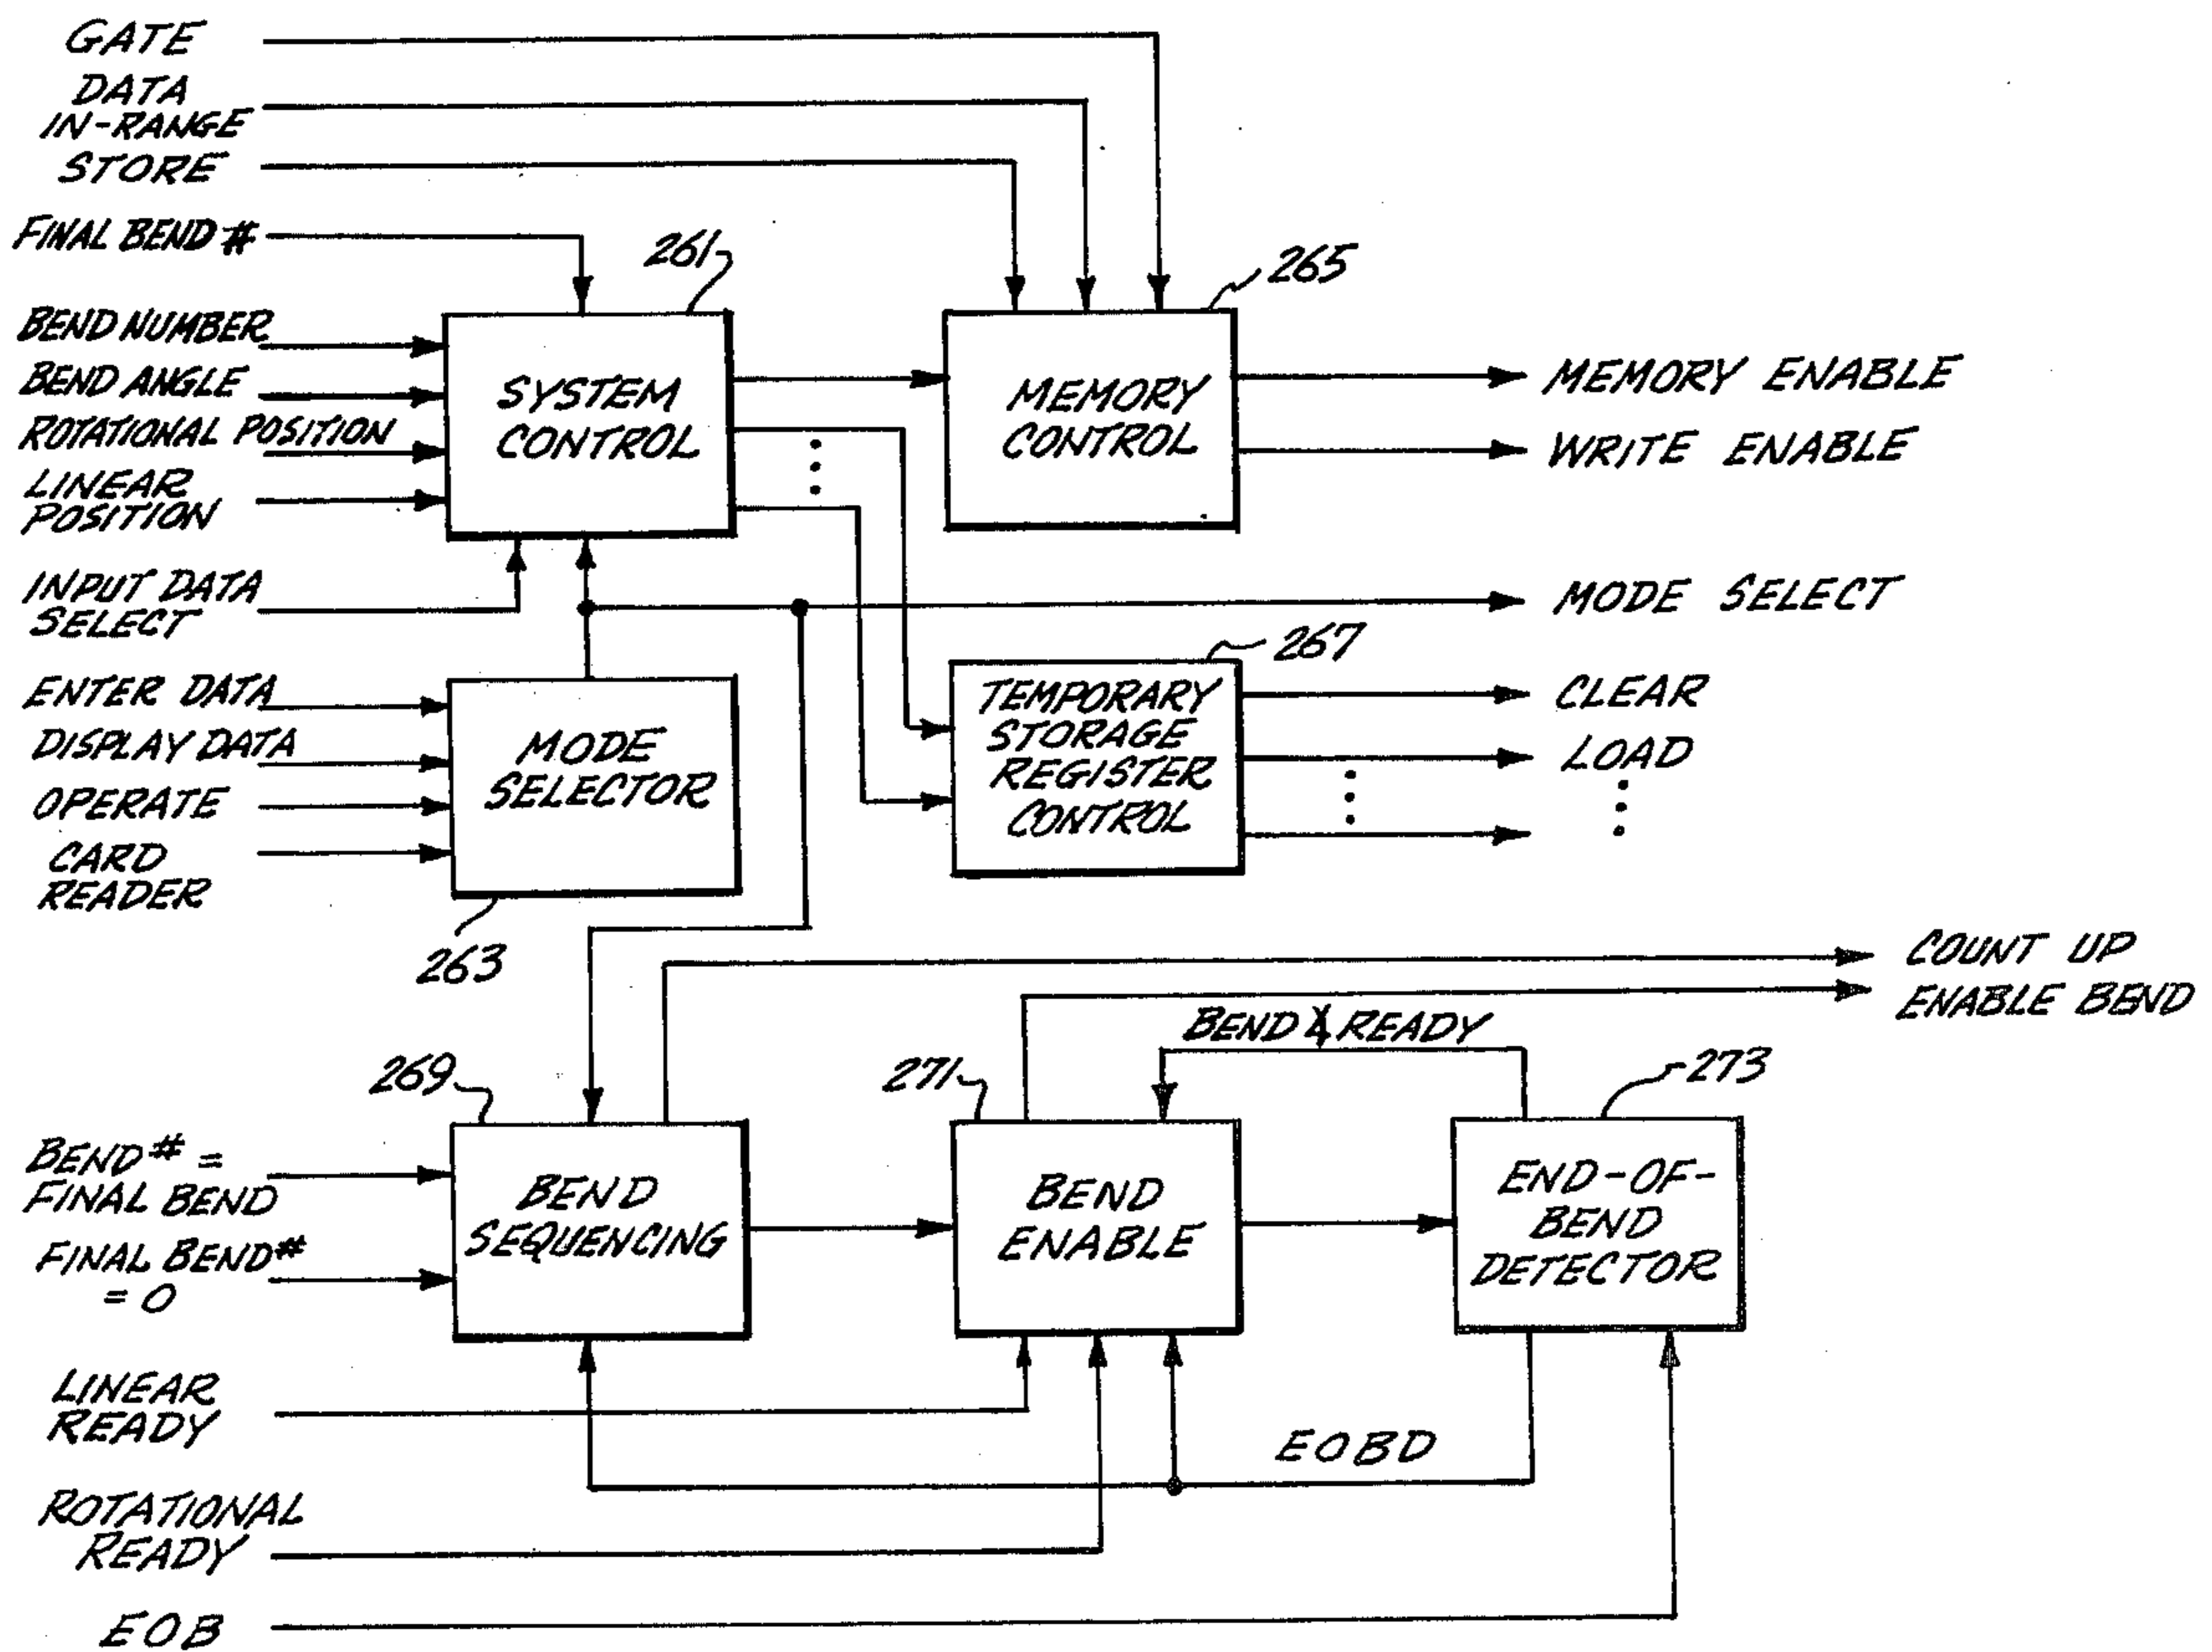 GATE
DATA
IN-RANGE
STORE
FINAL BEND #
261
265
BEND NUMBER
BEND ANGLE
ROTATIONAL POSITION
LINEAR
POSITION
SYSTEM
CONTROL
MEMORY
CONTROL
MEMORY ENABLE
WRITE ENABLE
INPUT DATA
SELECT
MODE SELECT
267
ENTER DATA
DISPLAY DATA
OPERATE
CARD
READER
MODE
SELECTOR
263
TEMPORARY
STORAGE
REGISTER
CONTROL
CLEAR
LOAD
COUNT UP
ENABLE BEND
BEND ∡ READY
269
271
273
BEND # =
FINAL BEND
FINAL BEND #
= 0
BEND
SEQUENCING
BEND
ENABLE
END-OF-
BEND
DETECTOR
LINEAR
READY
EOBD
ROTATIONAL
READY
EOB